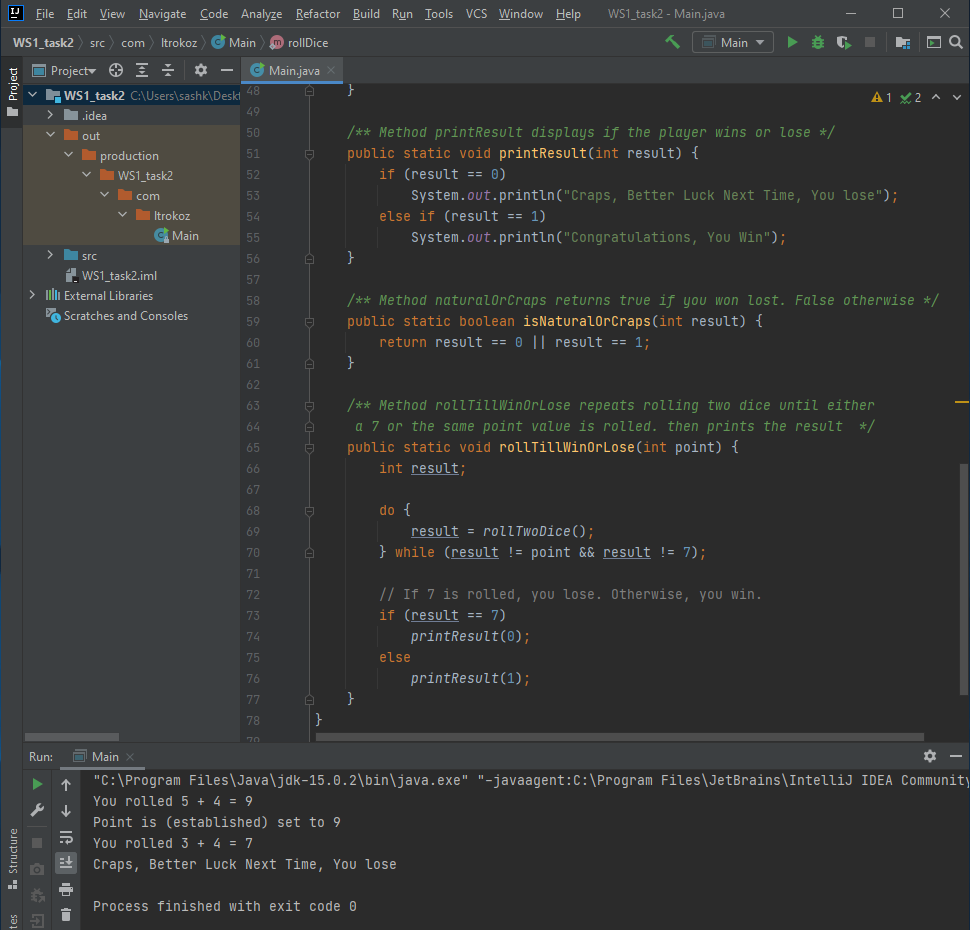 File Edit View Navigate Code Analyze Refactor Build Run Tools VCS Window Help WS1_task2 - Main.java
WS1_task2 src com ltrokoz Main rollDice Main
Project Project Main.java
WS1_task2 C:\Users\sashk\Deskt
.idea
out
production
WS1_task2
com
ltrokoz
Main
src
WS1_task2.iml
External Libraries
Scratches and Consoles
1 2
48 }
49
50 /** Method printResult displays if the player wins or lose */
51 public static void printResult(int result) {
52 if (result == 0)
53 System.out.println("Craps, Better Luck Next Time, You lose");
54 else if (result == 1)
55 System.out.println("Congratulations, You Win");
56 }
57
58 /** Method naturalOrCraps returns true if you won lost. False otherwise */
59 public static boolean isNaturalOrCraps(int result) {
60 return result == 0 || result == 1;
61 }
62
63 /** Method rollTillWinOrLose repeats rolling two dice until either
64 a 7 or the same point value is rolled. then prints the result */
65 public static void rollTillWinOrLose(int point) {
66 int result;
67
68 do {
69 result = rollTwoDice();
70 } while (result != point && result != 7);
71
72 // If 7 is rolled, you lose. Otherwise, you win.
73 if (result == 7)
74 printResult(0);
75 else
76 printResult(1);
77 }
78 }
79
Run: Main
"C:\Program Files\Java\jdk-15.0.2\bin\java.exe" "-javaagent:C:\Program Files\JetBrains\IntelliJ IDEA Community
You rolled 5 + 4 = 9
Point is (established) set to 9
You rolled 3 + 4 = 7
Craps, Better Luck Next Time, You lose
Process finished with exit code 0
Structure